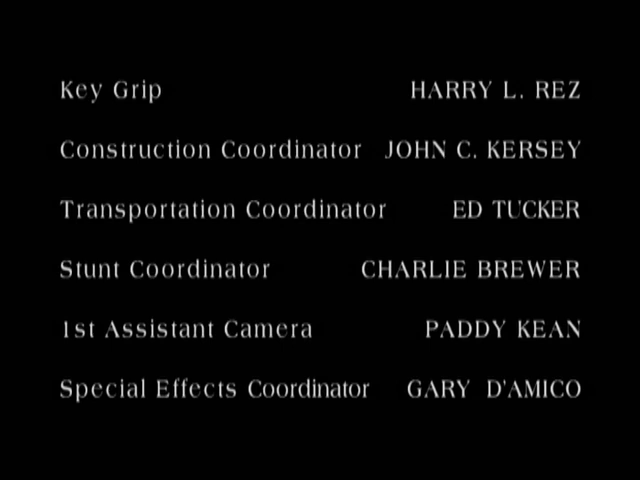 Key Grip HARRY L. REZ
Construction Coordinator JOHN C. KERSEY
Transportation Coordinator ED TUCKER
Stunt Coordinator CHARLIE BREWER
1st Assistant Camera PADDY KEAN
Special Effects Coordinator GARY D'AMICO